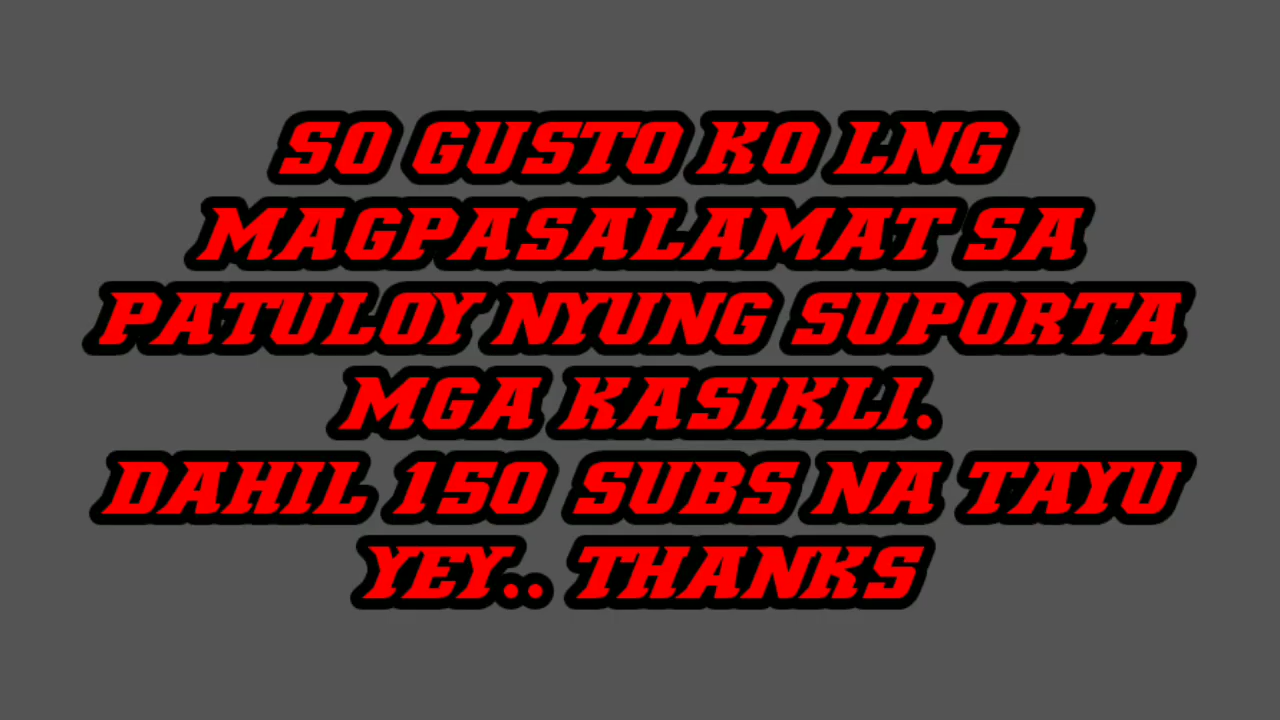 SO GUSTO KO LNG
MAGPASALAMAT SA
PATULOY NYUNG SUPORTA
MGA KASIKLI.
DAHIL 150 SUBS NA TAYU
YEY.. THANKS